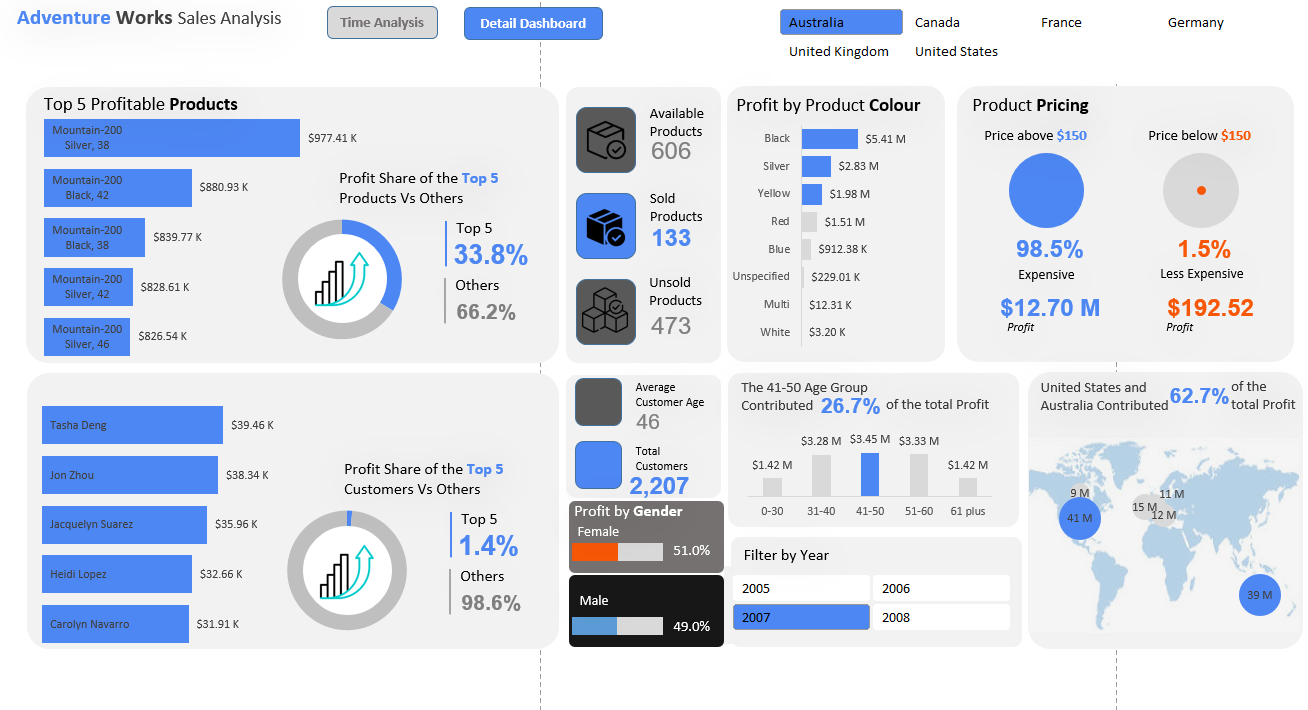 Adventure Works Sales Analysis
Time Analysis
Detail Dashboard
Australia
Canada
France
Germany
United Kingdom
United States
Top 5 Profitable Products
Mountain-200
Silver, 38
$977.41 K
Mountain-200
Black, 42
$880.93 K
Mountain-200
Black, 38
$839.77 K
Mountain-200
Silver, 42
$828.61 K
Mountain-200
Silver, 46
$826.54 K
Profit Share of the Top 5
Products Vs Others
Top 5
33.8%
Others
66.2%
Available
Products
606
Sold
Products
133
Unsold
Products
473
Profit by Product Colour
Black $5.41 M
Silver $2.83 M
Yellow $1.98 M
Red $1.51 M
Blue $912.38 K
Unspecified $229.01 K
Multi $12.31 K
White $3.20 K
Product Pricing
Price above $150
98.5%
Expensive
$12.70 M
Profit
Price below $150
1.5%
Less Expensive
$192.52
Profit
Tasha Deng $39.46 K
Jon Zhou $38.34 K
Jacquelyn Suarez $35.96 K
Heidi Lopez $32.66 K
Carolyn Navarro $31.91 K
Profit Share of the Top 5
Customers Vs Others
Top 5
1.4%
Others
98.6%
Average
Customer Age
46
Total
Customers
2,207
Profit by Gender
Female
51.0%
Male
49.0%
The 41-50 Age Group
Contributed 26.7% of the total Profit
$1.42 M $3.28 M $3.45 M $3.33 M $1.42 M
0-30 31-40 41-50 51-60 61 plus
Filter by Year
2005 2006
2007 2008
United States and
Australia Contributed 62.7% of the
total Profit
9 M
41 M
11 M
15 M
12 M
39 M